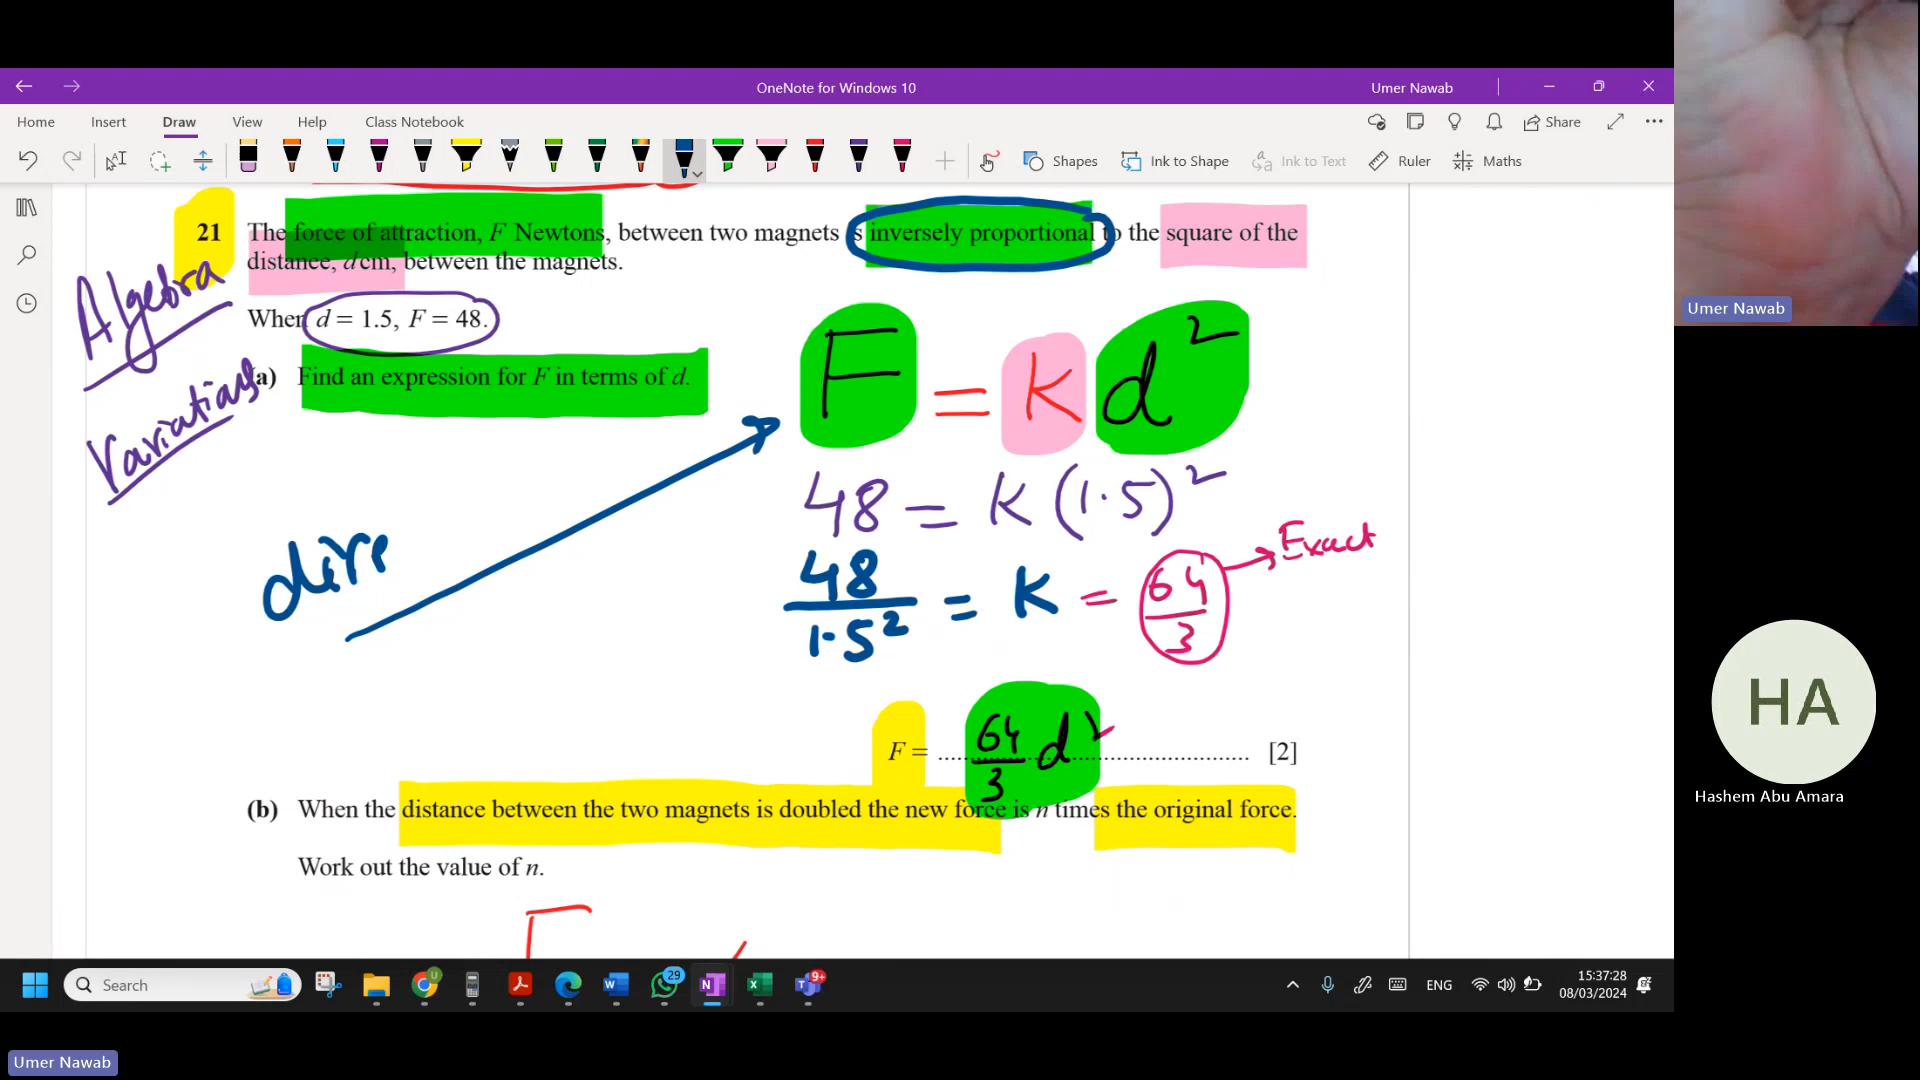 OneNote for Windows 10
Umer Nawab
Home Insert Draw View Help Class Notebook
Share
Shapes Ink to Shape Ink to Text Ruler Maths
21 The force of attraction, F Newtons, between two magnets is inversely proportional to the square of the
distance, d cm, between the magnets.
When d = 1.5, F = 48.
(a) Find an expression for F in terms of d.
Algebra
Variations
F = K d²
48 = K (1.5)²
48/1.5² = K = 64/3
Exact
dire
F = 64/3 d² [2]
(b) When the distance between the two magnets is doubled the new force is n times the original force.
Work out the value of n.
Search
29
9+
ENG
15:37:28
08/03/2024
Umer Nawab
HA
Hashem Abu Amara
Umer Nawab